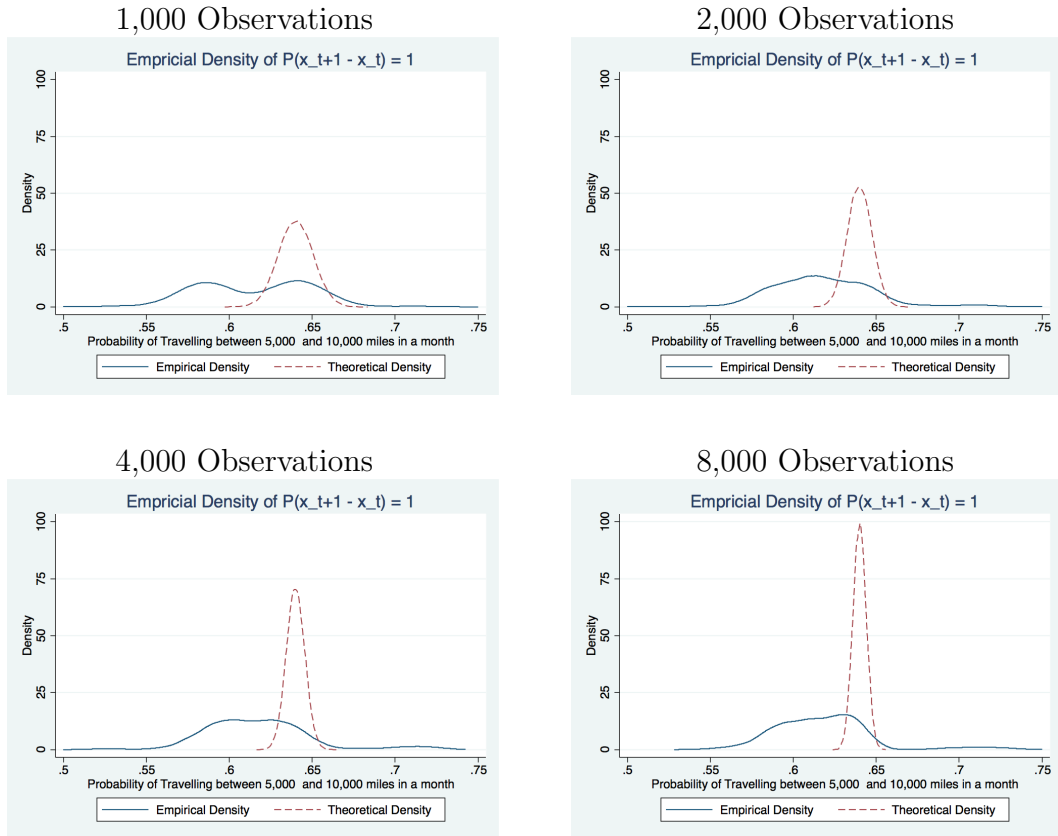 1,000 Observations
Empricial Density of P(x_t+1 - x_t) = 1
100
75
50
25
0
Density
.5 .55 .6 .65 .7 .75
Probability of Travelling between 5,000 and 10,000 miles in a month
Empirical Density Theoretical Density
2,000 Observations
Empricial Density of P(x_t+1 - x_t) = 1
100
75
50
25
0
Density
.5 .55 .6 .65 .7 .75
Probability of Travelling between 5,000 and 10,000 miles in a month
Empirical Density Theoretical Density
4,000 Observations
Empricial Density of P(x_t+1 - x_t) = 1
100
75
50
25
0
Density
.5 .55 .6 .65 .7 .75
Probability of Travelling between 5,000 and 10,000 miles in a month
Empirical Density Theoretical Density
8,000 Observations
Empricial Density of P(x_t+1 - x_t) = 1
100
75
50
25
0
Density
.5 .55 .6 .65 .7 .75
Probability of Travelling between 5,000 and 10,000 miles in a month
Empirical Density Theoretical Density